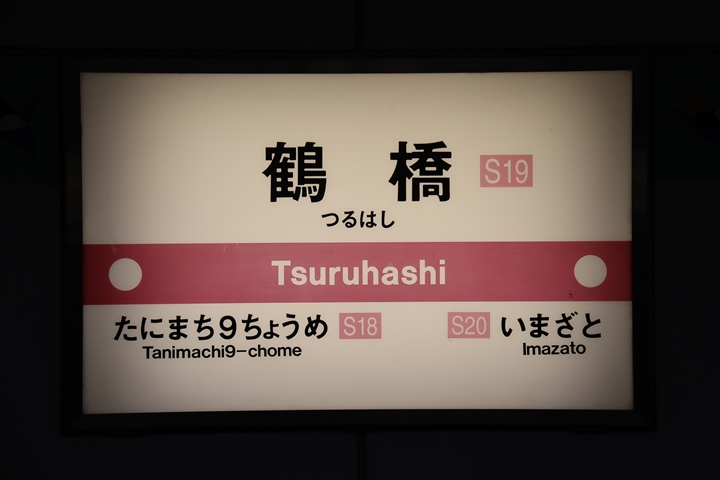 鶴 橋 S19
つるはし
Tsuruhashi
たにまち9ちょうめ S18 S20 いまざと
Tanimachi9-chome Imazato